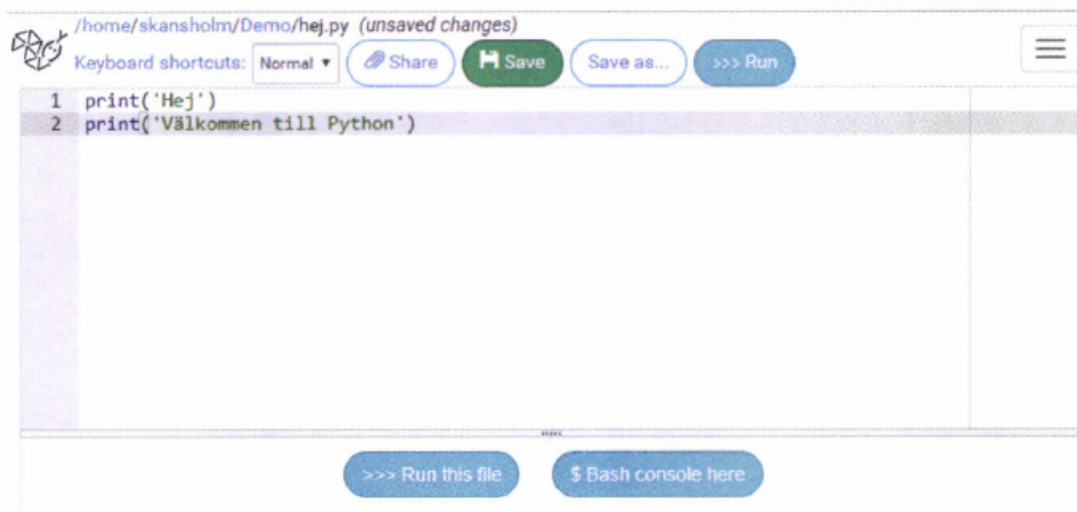 /home/skansholm/Demo/hej.py (unsaved changes)
Keyboard shortcuts: Normal Share Save Save as... >>> Run
1 print('Hej')
2 print('Välkommen till Python')
>>> Run this file $ Bash console here